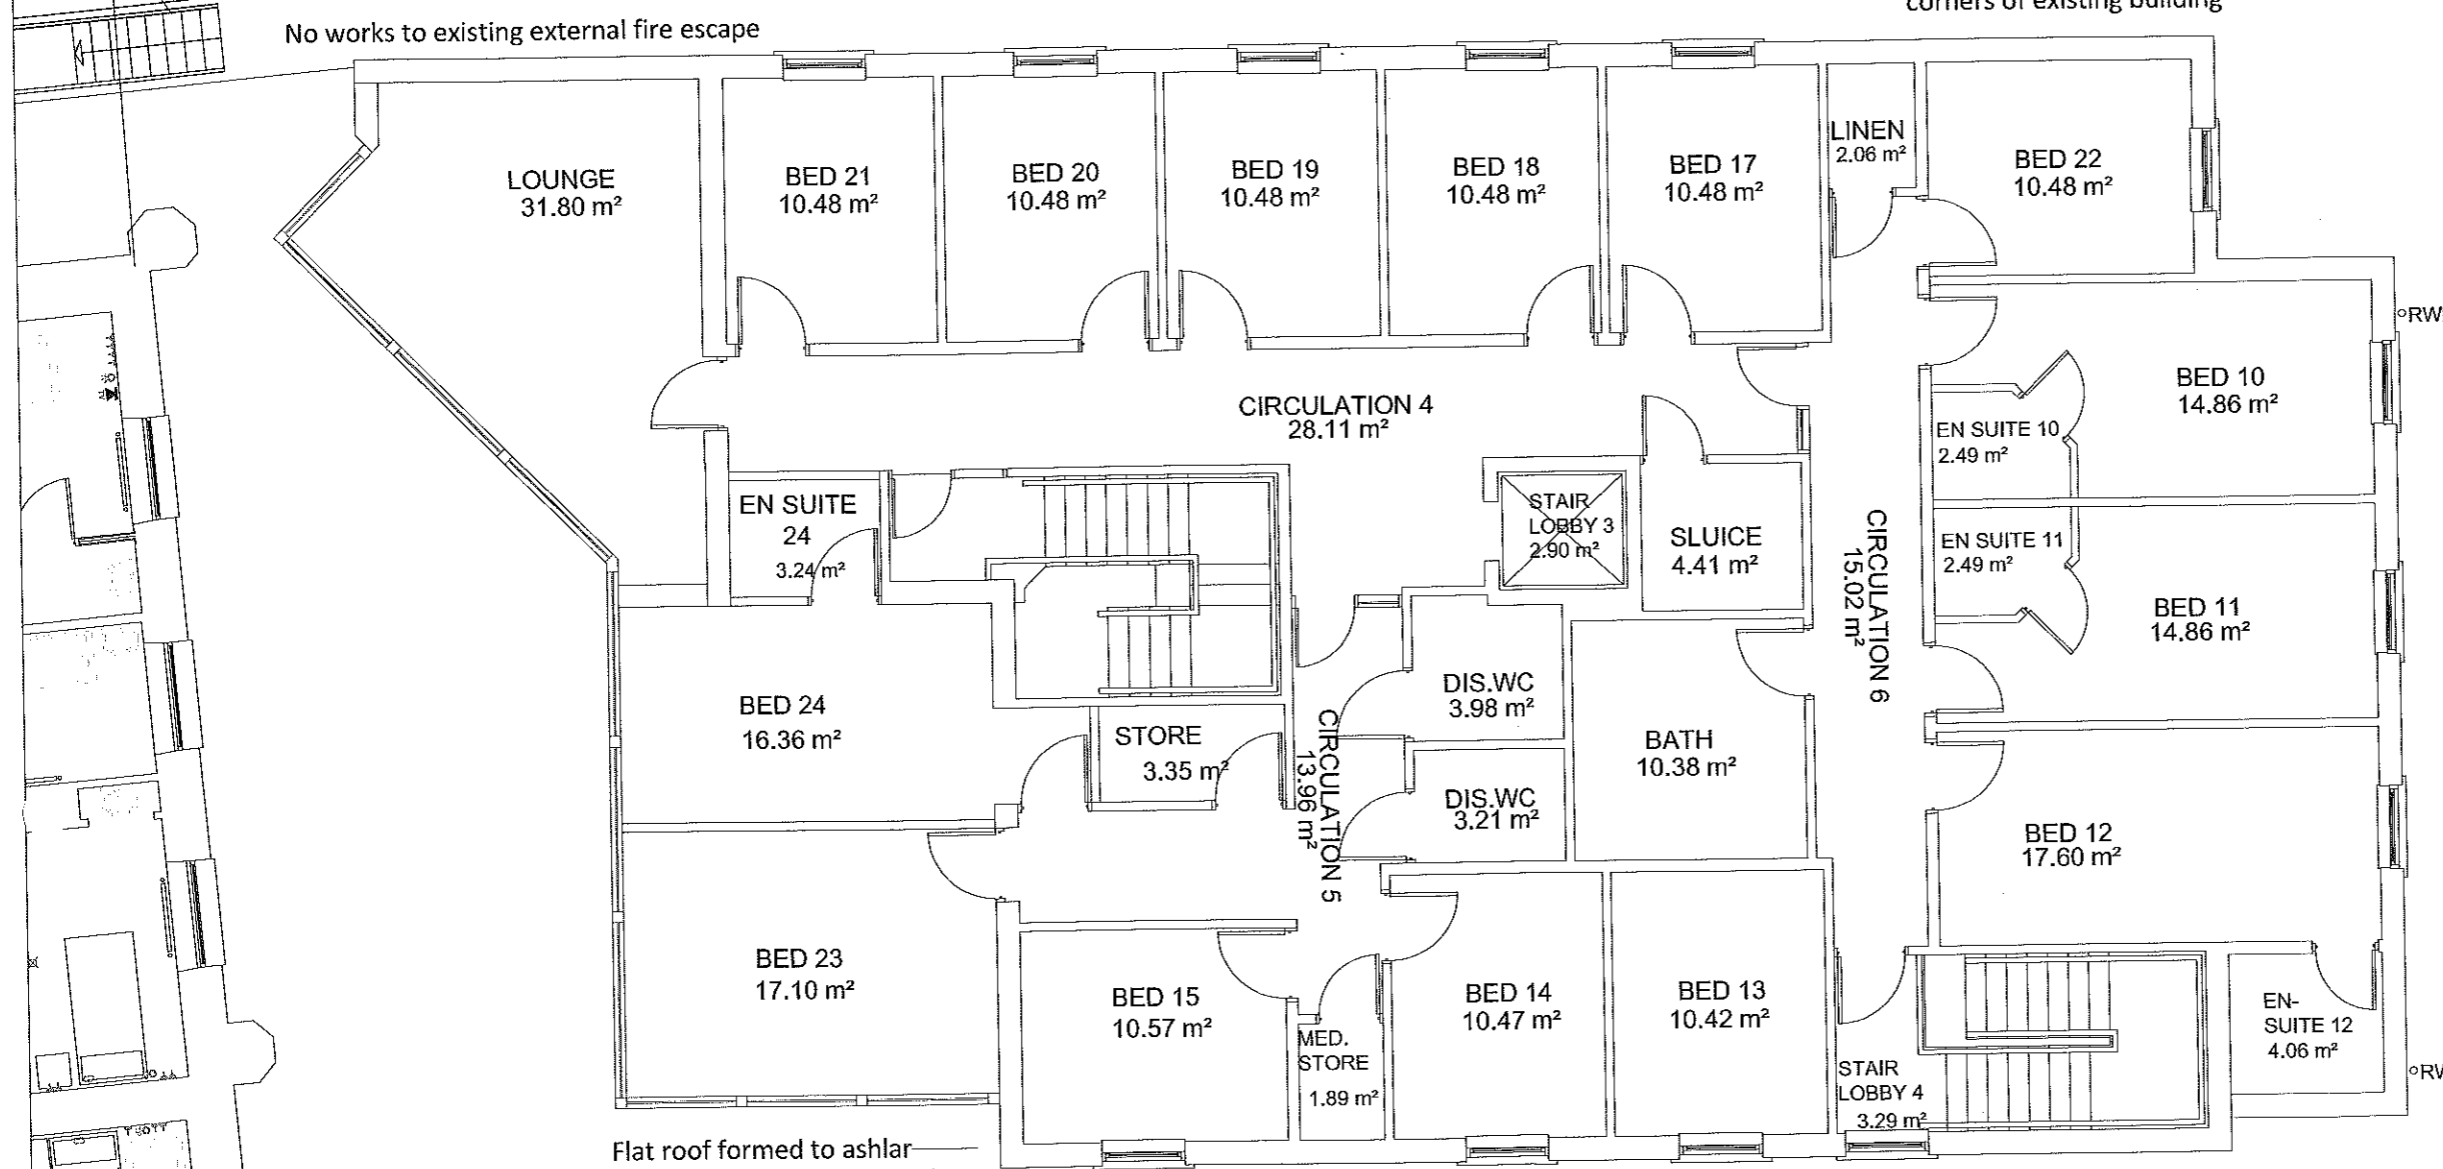 corners of existing building
No works to existing external fire escape
LOUNGE
31.80 m²
BED 21
10.48 m²
BED 20
10.48 m²
BED 19
10.48 m²
BED 18
10.48 m²
BED 17
10.48 m²
LINEN
2.06 m²
BED 22
10.48 m²
CIRCULATION 4
28.11 m²
BED 10
14.86 m²
EN SUITE 10
2.49 m²
EN SUITE
24
3.24 m²
STAIR
LOBBY 3
2.90 m²
SLUICE
4.41 m²
CIRCULATION 6
15.02 m²
EN SUITE 11
2.49 m²
BED 11
14.86 m²
BED 24
16.36 m²
STORE
3.35 m²
DIS.WC
3.98 m²
CIRCULATION 5
13.96 m²
DIS.WC
3.21 m²
BATH
10.38 m²
BED 12
17.60 m²
BED 23
17.10 m²
BED 15
10.57 m²
MED.
STORE
1.89 m²
BED 14
10.47 m²
BED 13
10.42 m²
STAIR
LOBBY 4
3.29 m²
EN-
SUITE 12
4.06 m²
Flat roof formed to ashlar